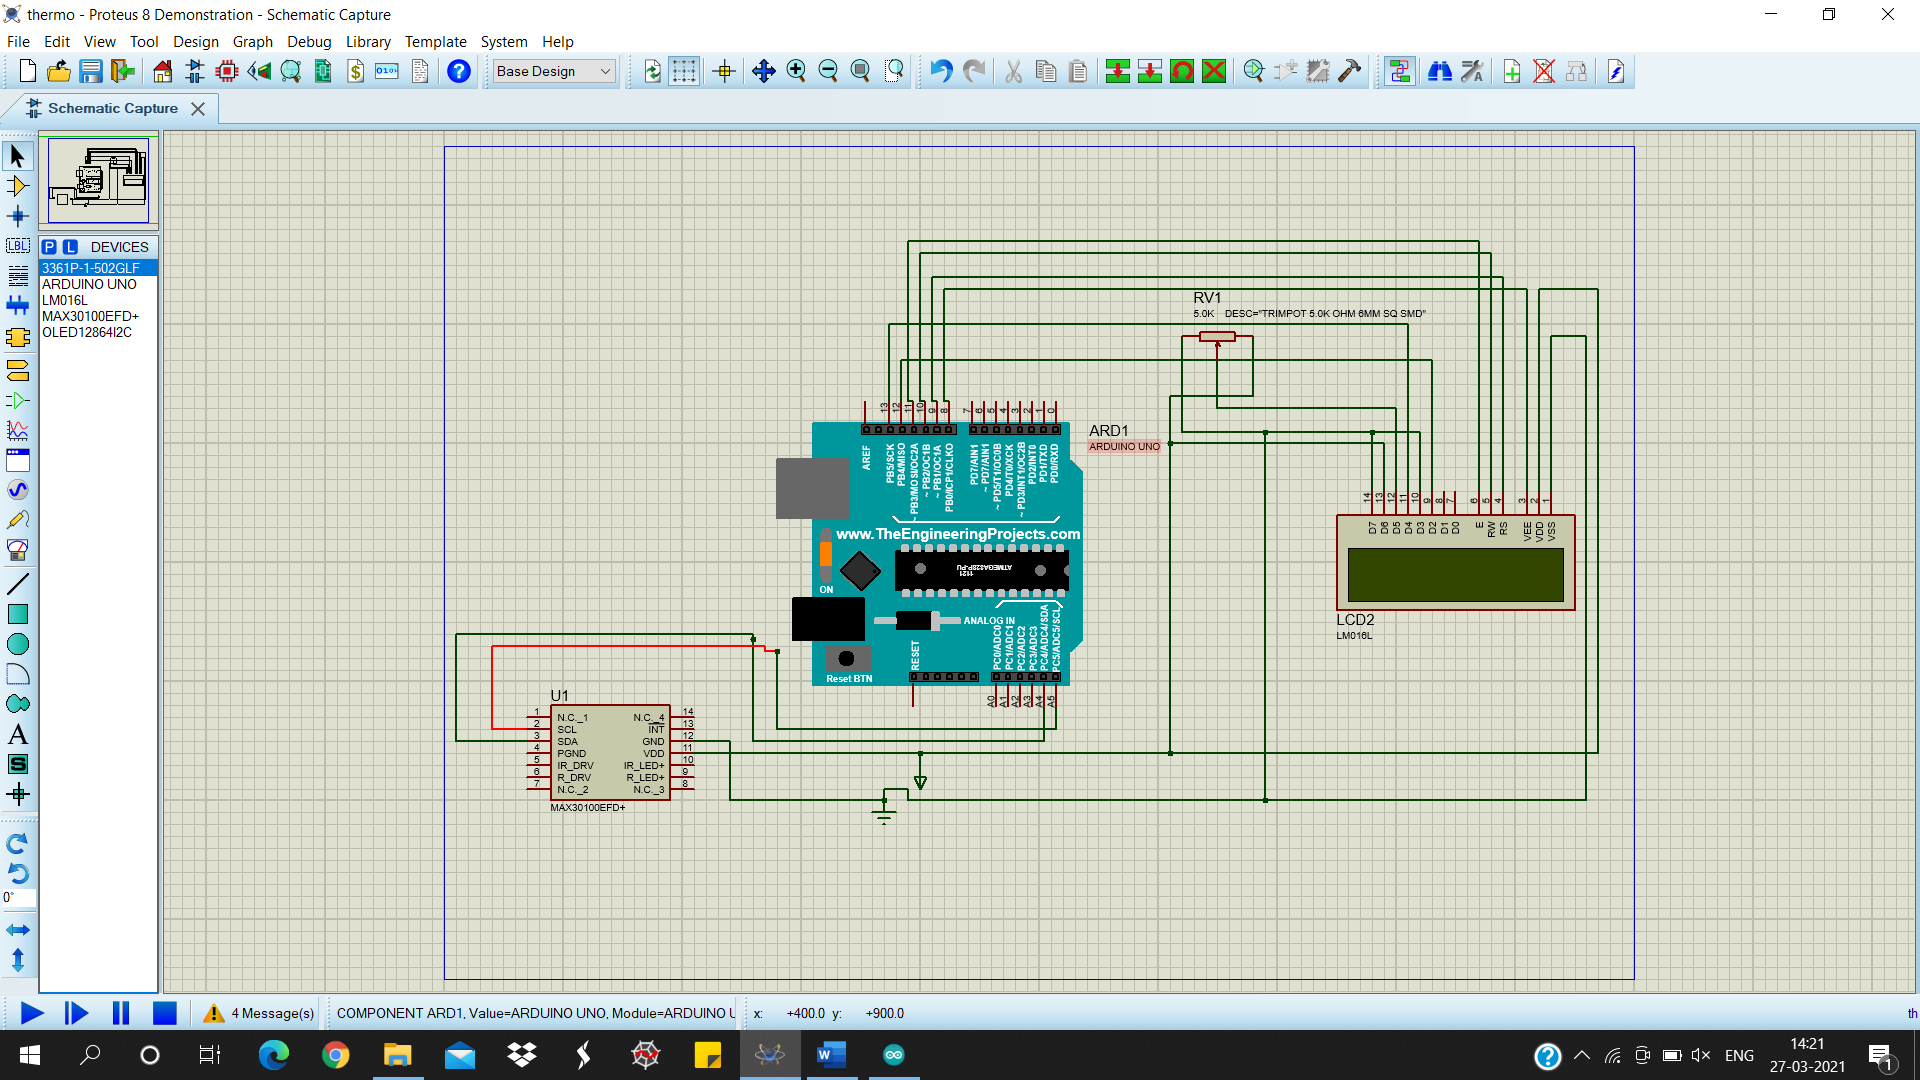 thermo - Proteus 8 Demonstration - Schematic Capture
File Edit View Tool Design Graph Debug Library Template System Help
Base Design
Schematic Capture
P L DEVICES
3361P-1-502GLF
ARDUINO UNO
LM016L
MAX30100EFD+
OLED12864I2C
LBL
A
S
0°
RV1
5.0K DESC="TRIMPOT 5.0K OHM 6MM SQ SMD"
ARD1
ARDUINO UNO
13 12 11 10 9 8 7 6 5 4 3 2 1 0
AREF
PB5/SCK
PB4/MISO
~ PB3/MOSI/OC2A
~ PB2/OC1B
~ PB1/OC1A
PB0/ICP1/CLKO
PD7/AIN1
~ PD7/AIN1
~ PD5/T1/OC0B
PD4/T0/XCK
~ PD3/INT1/OC2B
PD2/INT0
PD1/TXD
PD0/RXD
www.TheEngineeringProjects.com
ATMEGA328P-PU
1121
ON
ANALOG IN
RESET
PC0/ADC0
PC1/ADC1
PC2/ADC2
PC3/ADC3
PC4/ADC4/SDA
PC5/ADC5/SCL
Reset BTN
A0 A1 A2 A3 A4 A5
14 13 12 11 10 9 8 7 6 5 4 3 2 1
D7 D6 D5 D4 D3 D2 D1 D0 E RW RS VEE VDD VSS
LCD2
LM016L
U1
1 N.C._1 N.C._4 14
2 SCL INT 13
3 SDA GND 12
4 PGND VDD 11
5 IR_DRV IR_LED+ 10
6 R_DRV R_LED+ 9
7 N.C._2 N.C._3 8
MAX30100EFD+
4 Message(s)
COMPONENT ARD1, Value=ARDUINO UNO, Module=ARDUINO U
x: +400.0 y: +900.0
th
ENG
14:21
27-03-2021
1